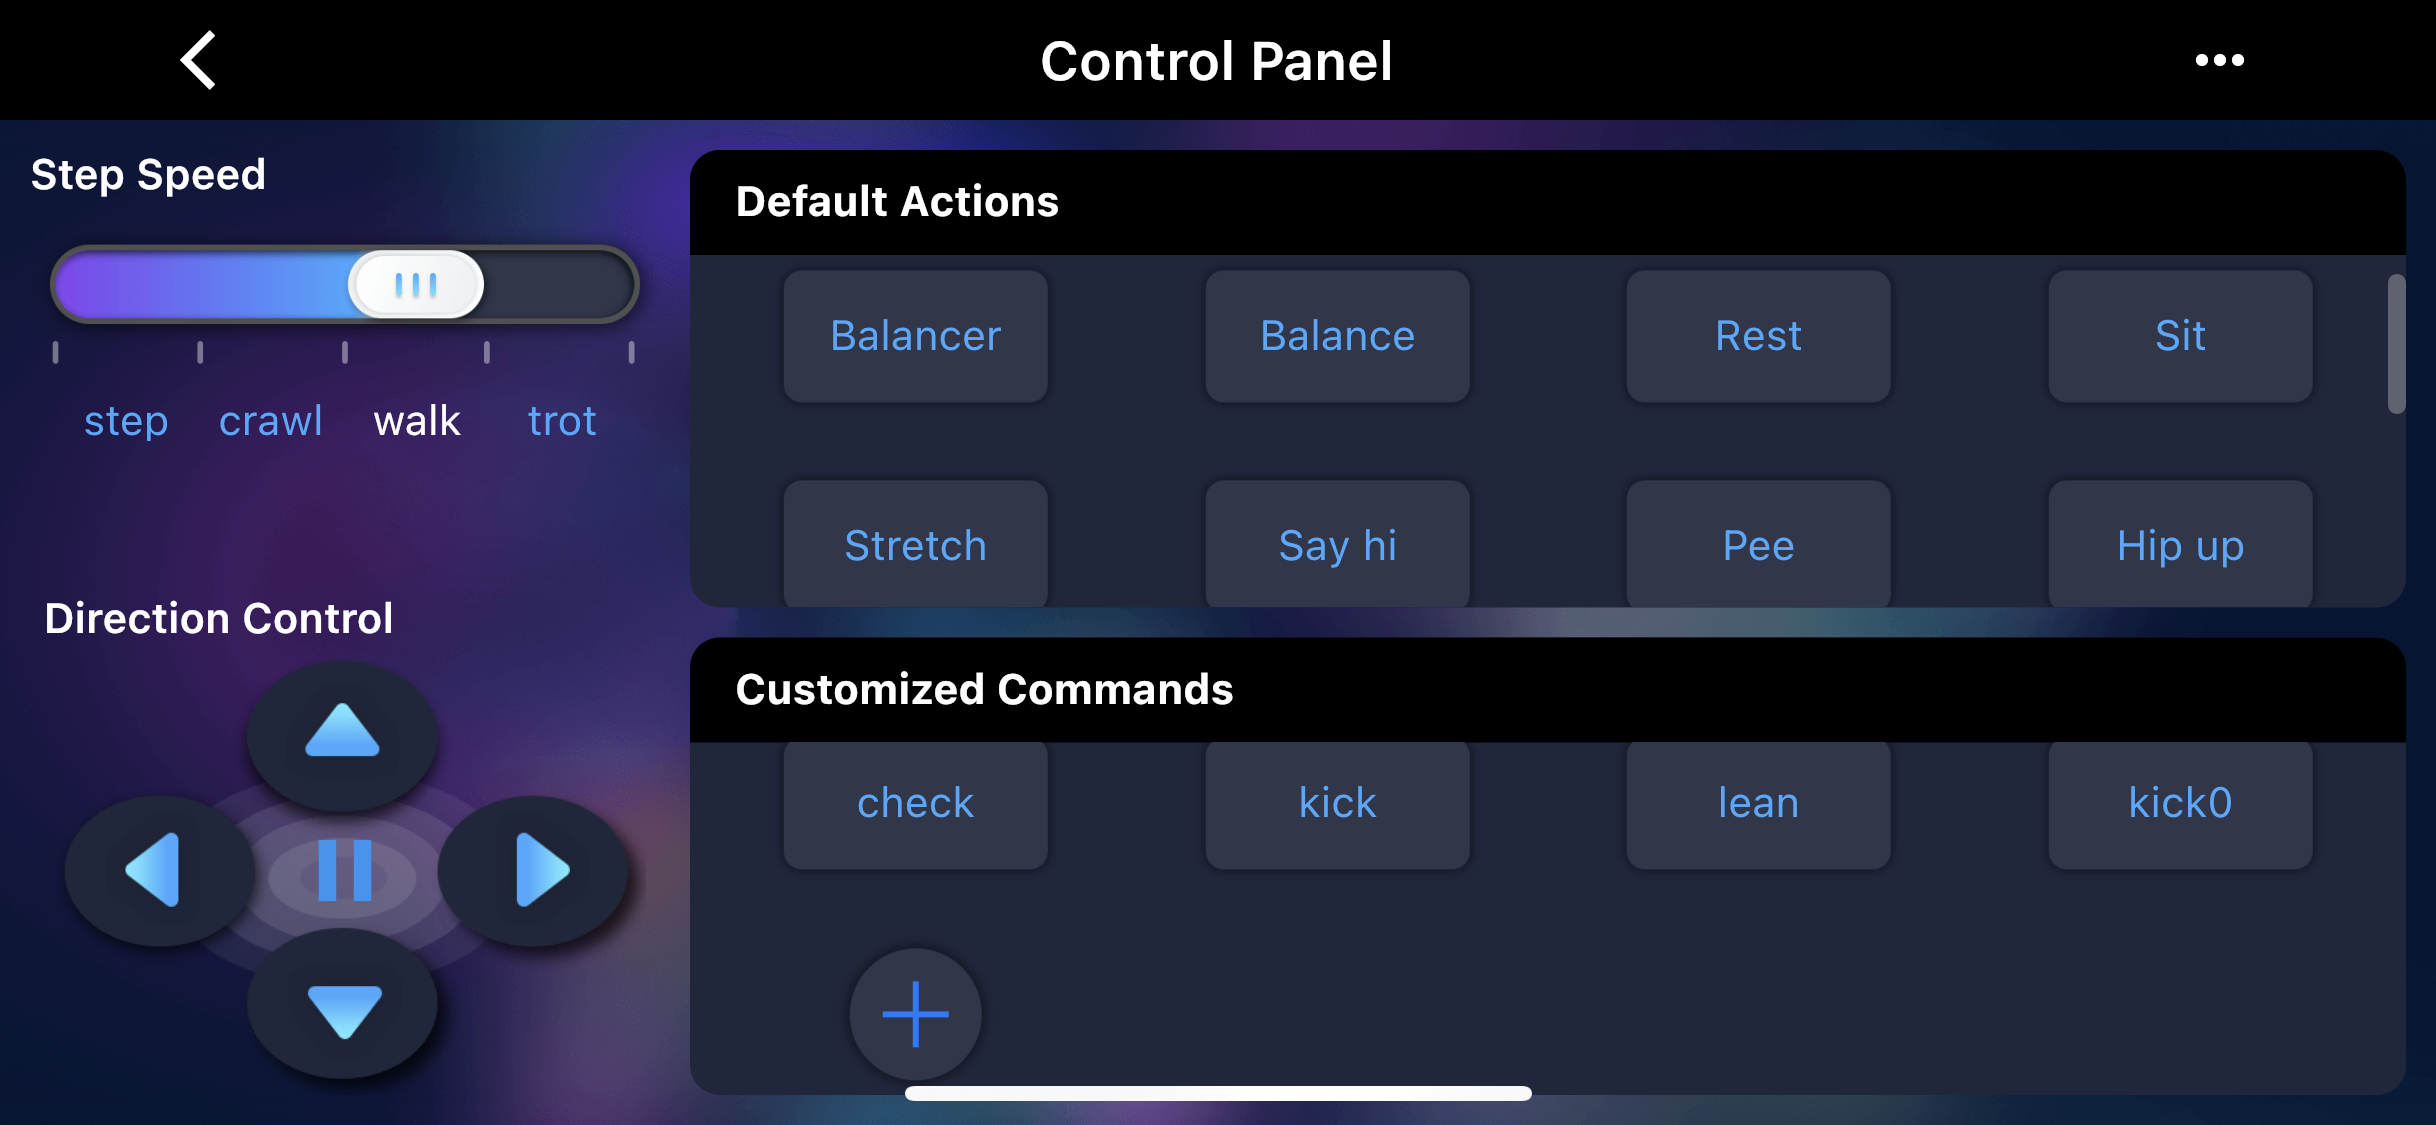 Control Panel
Step Speed
step crawl walk trot
Direction Control
Default Actions
Balancer Balance Rest Sit
Stretch Say hi Pee Hip up
Customized Commands
check kick lean kick0